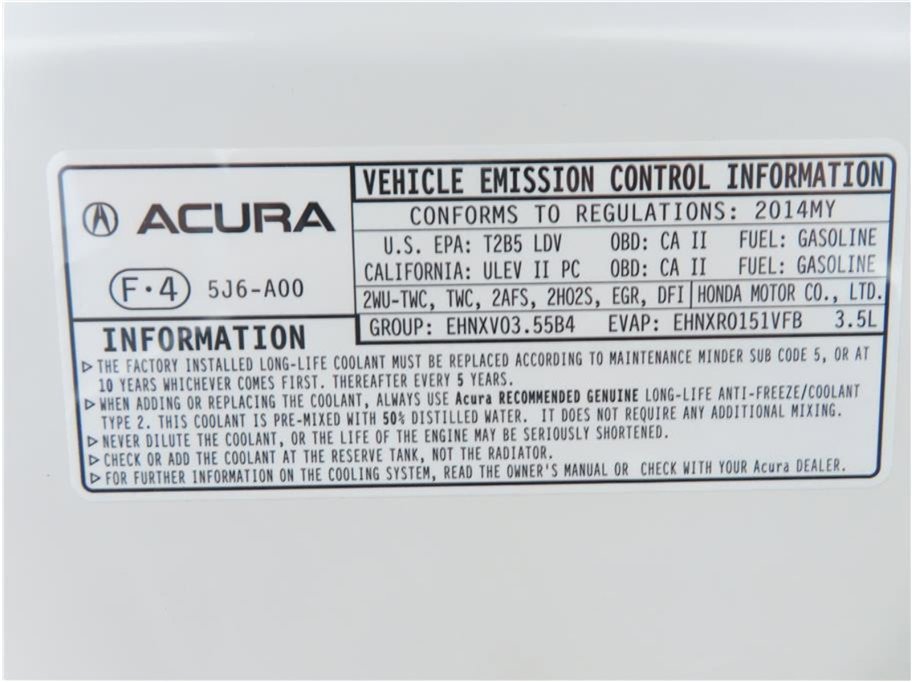 ACURA
F·4 5J6-A00
VEHICLE EMISSION CONTROL INFORMATION
CONFORMS TO REGULATIONS: 2014MY
U.S. EPA: T2B5 LDV OBD: CA II FUEL: GASOLINE
CALIFORNIA: ULEV II PC OBD: CA II FUEL: GASOLINE
2WU-TWC, TWC, 2AFS, 2HO2S, EGR, DFI HONDA MOTOR CO., LTD.
GROUP: EHNXV03.55B4 EVAP: EHNXR0151VFB 3.5L
INFORMATION
▷ THE FACTORY INSTALLED LONG-LIFE COOLANT MUST BE REPLACED ACCORDING TO MAINTENANCE MINDER SUB CODE 5, OR AT
10 YEARS WHICHEVER COMES FIRST. THEREAFTER EVERY 5 YEARS.
▷ WHEN ADDING OR REPLACING THE COOLANT, ALWAYS USE Acura RECOMMENDED GENUINE LONG-LIFE ANTI-FREEZE/COOLANT
TYPE 2. THIS COOLANT IS PRE-MIXED WITH 50% DISTILLED WATER. IT DOES NOT REQUIRE ANY ADDITIONAL MIXING.
▷ NEVER DILUTE THE COOLANT, OR THE LIFE OF THE ENGINE MAY BE SERIOUSLY SHORTENED.
▷ CHECK OR ADD THE COOLANT AT THE RESERVE TANK, NOT THE RADIATOR.
▷ FOR FURTHER INFORMATION ON THE COOLING SYSTEM, READ THE OWNER'S MANUAL OR CHECK WITH YOUR Acura DEALER.